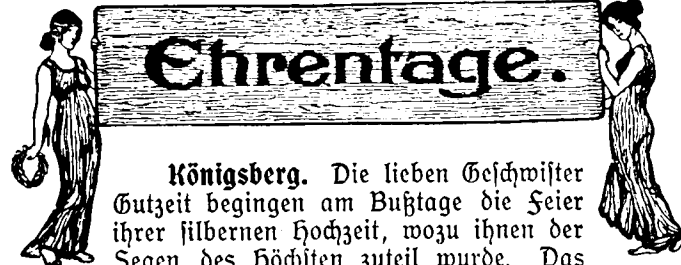 Ehrentage.
Königsberg. Die lieben Geschwister
Gutzeit begingen am Bußtage die Feier
ihrer silbernen Hochzeit, wozu ihnen der
Segen des Höchsten zuteil wurde. Das